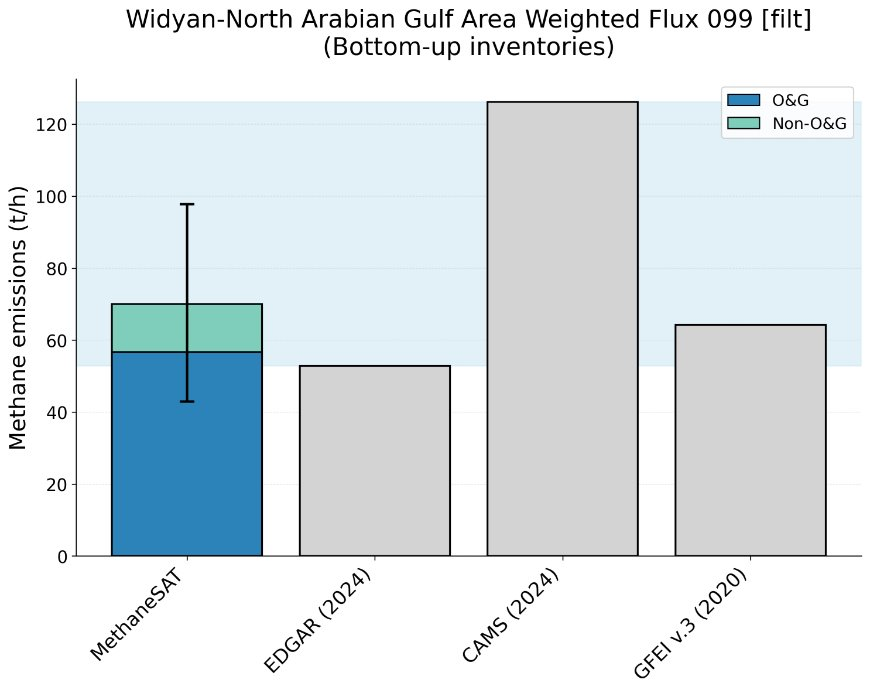 Widyan-North Arabian Gulf Area Weighted Flux 099 [filt]
(Bottom-up inventories)
Methane emissions (t/h)
120
100
80
60
40
20
0
O&G
Non-O&G
MethaneSAT
EDGAR (2024)
CAMS (2024)
GFEI v.3 (2020)